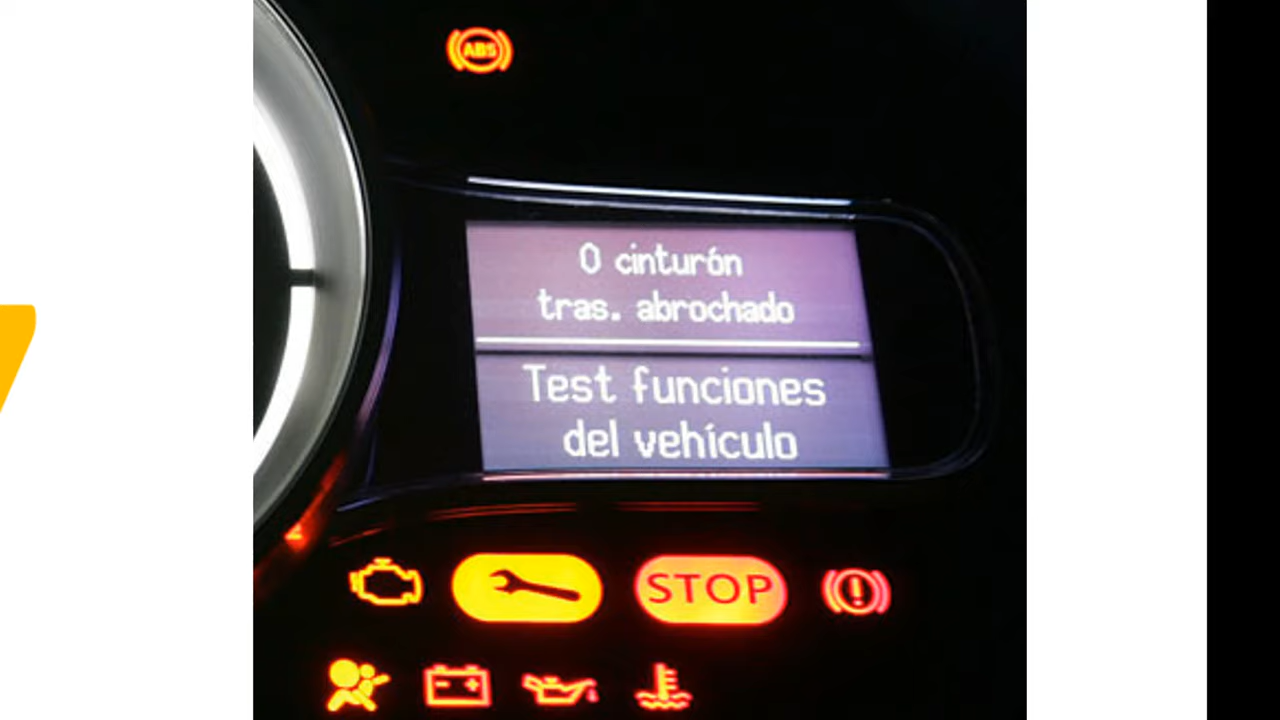 ABS
0 cinturón
tras. abrochado
Test funciones
del vehículo
STOP